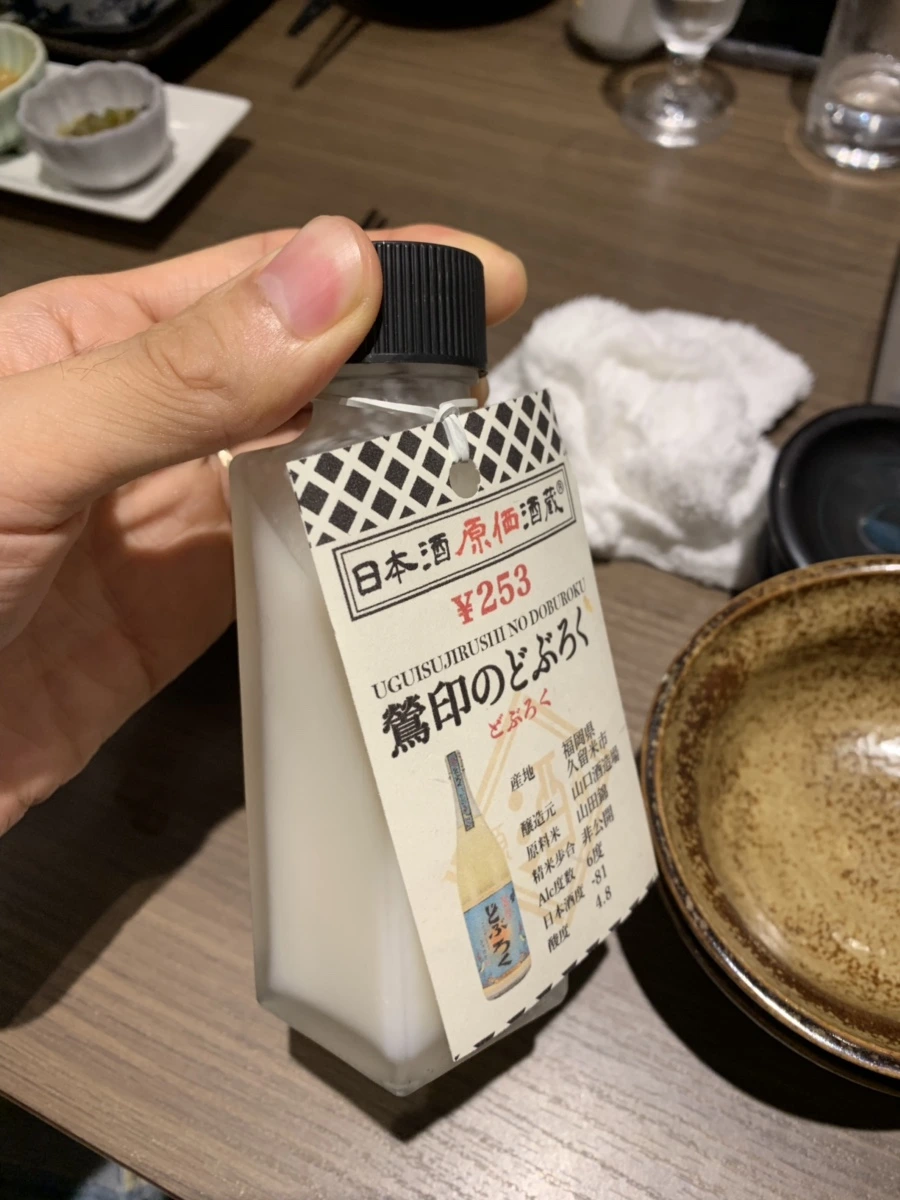 日本酒原価酒蔵®
¥253
UGUISUJIRUSHI NO DOBUROKU
鶯印のどぶろく
どぶろく
産地 福岡県
久留米市
醸造元 山口酒造場
原料米 山田錦
精米歩合 非公開
Alc度数 6度
日本酒度 -81
酸度 4.8
どぶろく